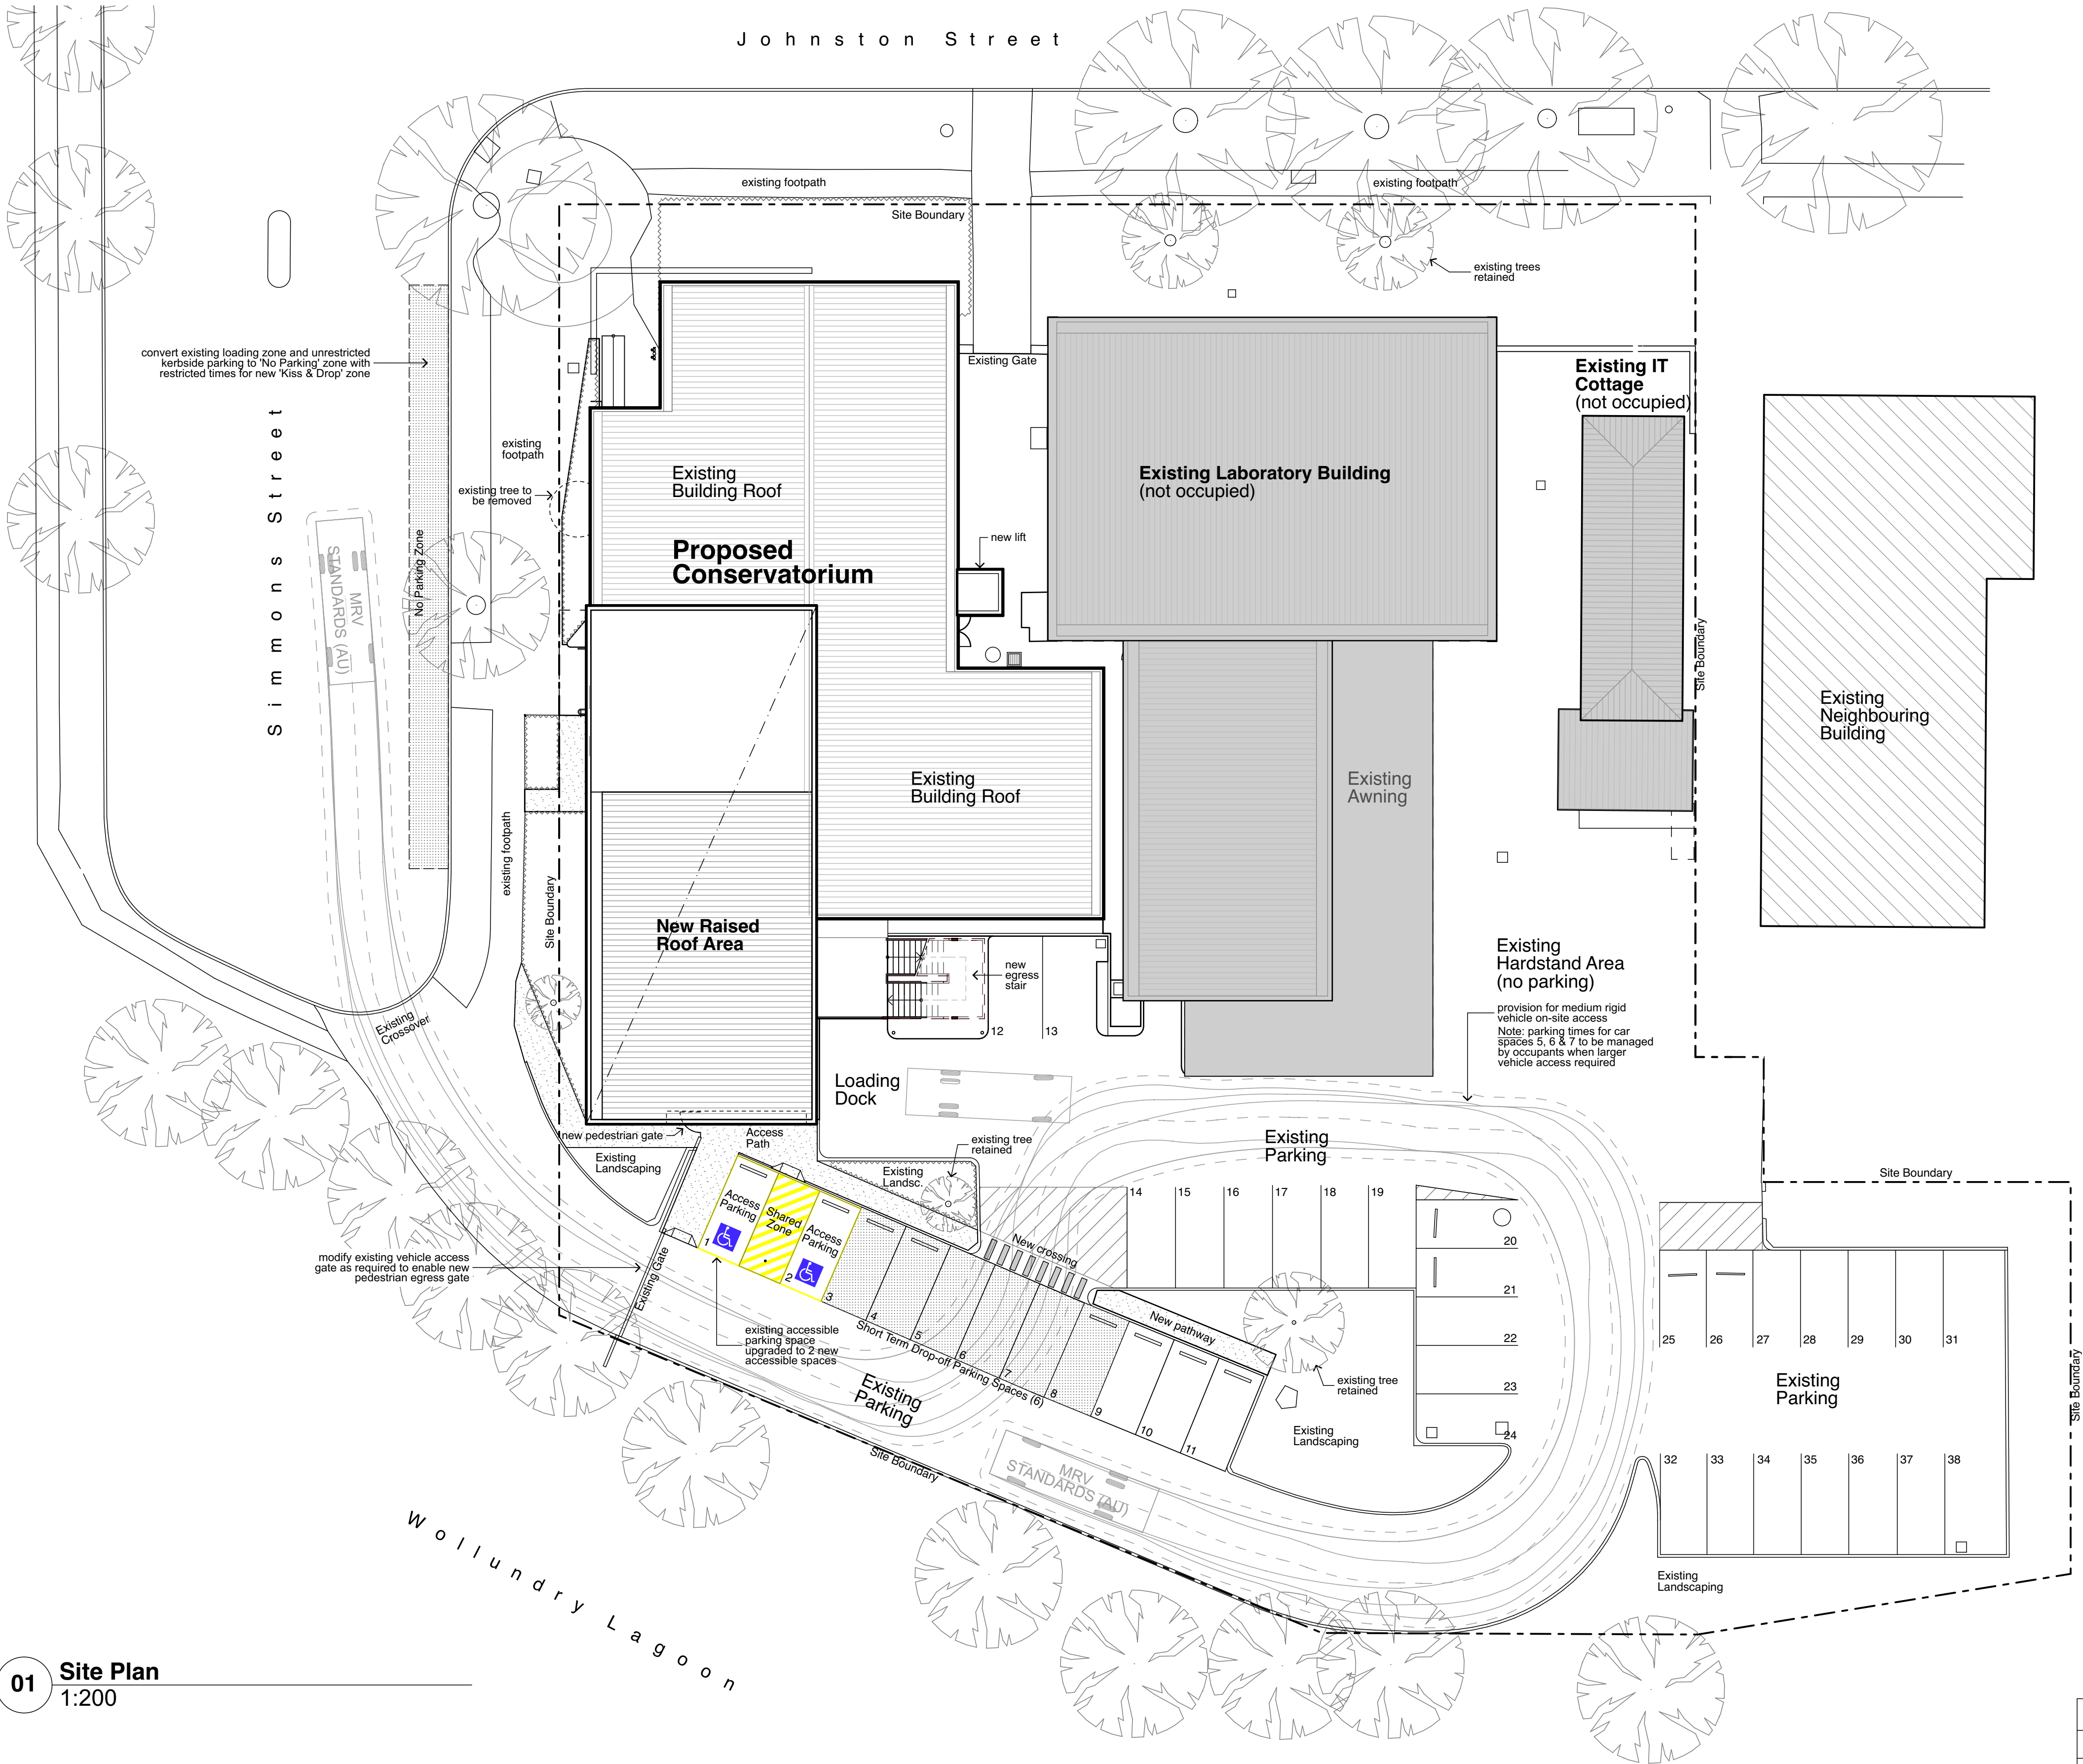 Johnston Street
existing footpath
existing footpath
Site Boundary
existing trees
retained
convert existing loading zone and unrestricted
kerbside parking to 'No Parking' zone with
restricted times for new 'Kiss & Drop' zone
Existing Gate
Existing IT
Cottage
(not occupied)
Simmons Street
existing
footpath
existing tree to
be removed
Existing
Building Roof
Existing Laboratory Building
(not occupied)
No Parking Zone
MRV
STANDARDS (AU)
Proposed
Conservatorium
new lift
Site Boundary
Existing
Neighbouring
Building
Existing
Building Roof
Existing
Awning
existing footpath
Site Boundary
New Raised
Roof Area
new
egress
stair
12
13
Existing
Hardstand Area
(no parking)
provision for medium rigid
vehicle on-site access
Note: parking times for car
spaces 5, 6 & 7 to be managed
by occupants when larger
vehicle access required
Existing
Crossover
Loading
Dock
new pedestrian gate
Access
Path
existing tree
retained
Existing
Parking
Existing
Landscaping
Existing
Landsc.
Site Boundary
14
15
16
17
18
19
Access
Parking
Shared
Zone
Access
Parking
1
2
3
4
5
6
7
8
9
10
11
New crossing
20
21
22
23
24
modify existing vehicle access
gate as required to enable new
pedestrian egress gate
Existing Gate
Short Term Drop-off Parking Spaces (6)
New pathway
existing accessible
parking space
upgraded to 2 new
accessible spaces
Existing
Parking
existing tree
retained
Existing
Landscaping
25
26
27
28
29
30
31
Existing
Parking
Site Boundary
Site Boundary
MRV
STANDARDS (AU)
32
33
34
35
36
37
38
Existing
Landscaping
Wollundry Lagoon
01
Site Plan
1:200